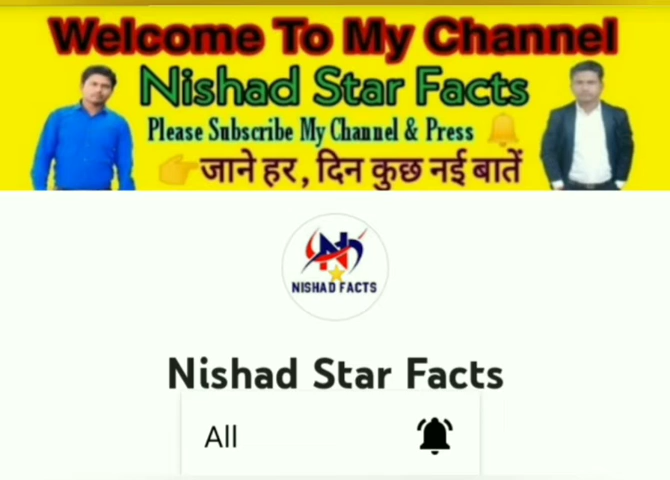 Welcome To My Channel
Nishad Star Facts
Please Subscribe My Channel & Press
जाने हर, दिन कुछ नई बातें
NISHAD FACTS
Nishad Star Facts
All